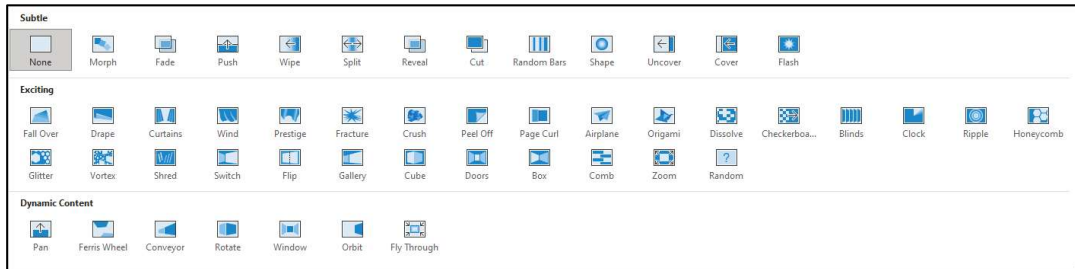 Subtle
None Morph Fade Push Wipe Split Reveal Cut Random Bars Shape Uncover Cover Flash
Exciting
Fall Over Drape Curtains Wind Prestige Fracture Crush Peel Off Page Curl Airplane Origami Dissolve Checkerboa... Blinds Clock Ripple Honeycomb
Glitter Vortex Shred Switch Flip Gallery Cube Doors Box Comb Zoom ? Random
Dynamic Content
Pan Ferris Wheel Conveyor Rotate Window Orbit Fly Through